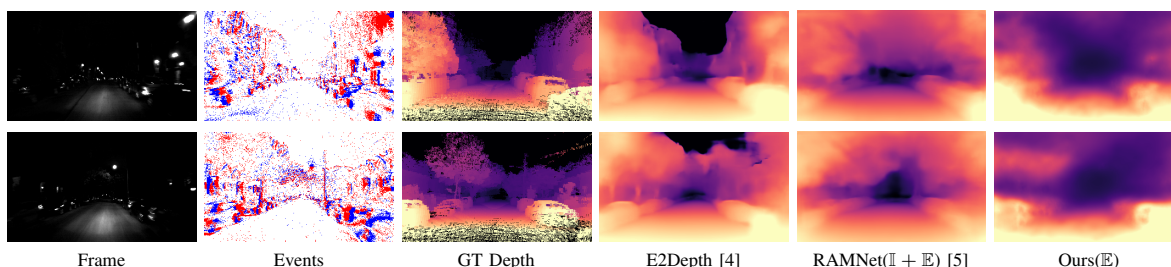 Frame Events GT Depth E2Depth [4] RAMNet(𝕀 + 𝔼) [5] Ours(𝔼)